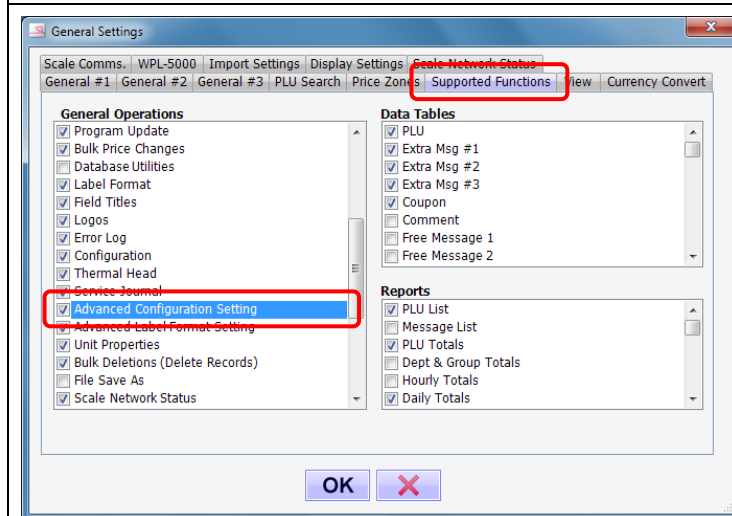 General Settings
Scale Comms. WPL-5000 Import Settings Display Settings Scale Network Status
General #1 General #2 General #3 PLU Search Price Zones Supported Functions View Currency Convert
General Operations
Program Update
Bulk Price Changes
Database Utilities
Label Format
Field Titles
Logos
Error Log
Configuration
Thermal Head
Service Journal
Advanced Configuration Setting
Advanced Label Format Setting
Unit Properties
Bulk Deletions (Delete Records)
File Save As
Scale Network Status
Data Tables
PLU
Extra Msg #1
Extra Msg #2
Extra Msg #3
Coupon
Comment
Free Message 1
Free Message 2
Reports
PLU List
Message List
PLU Totals
Dept & Group Totals
Hourly Totals
Daily Totals
OK